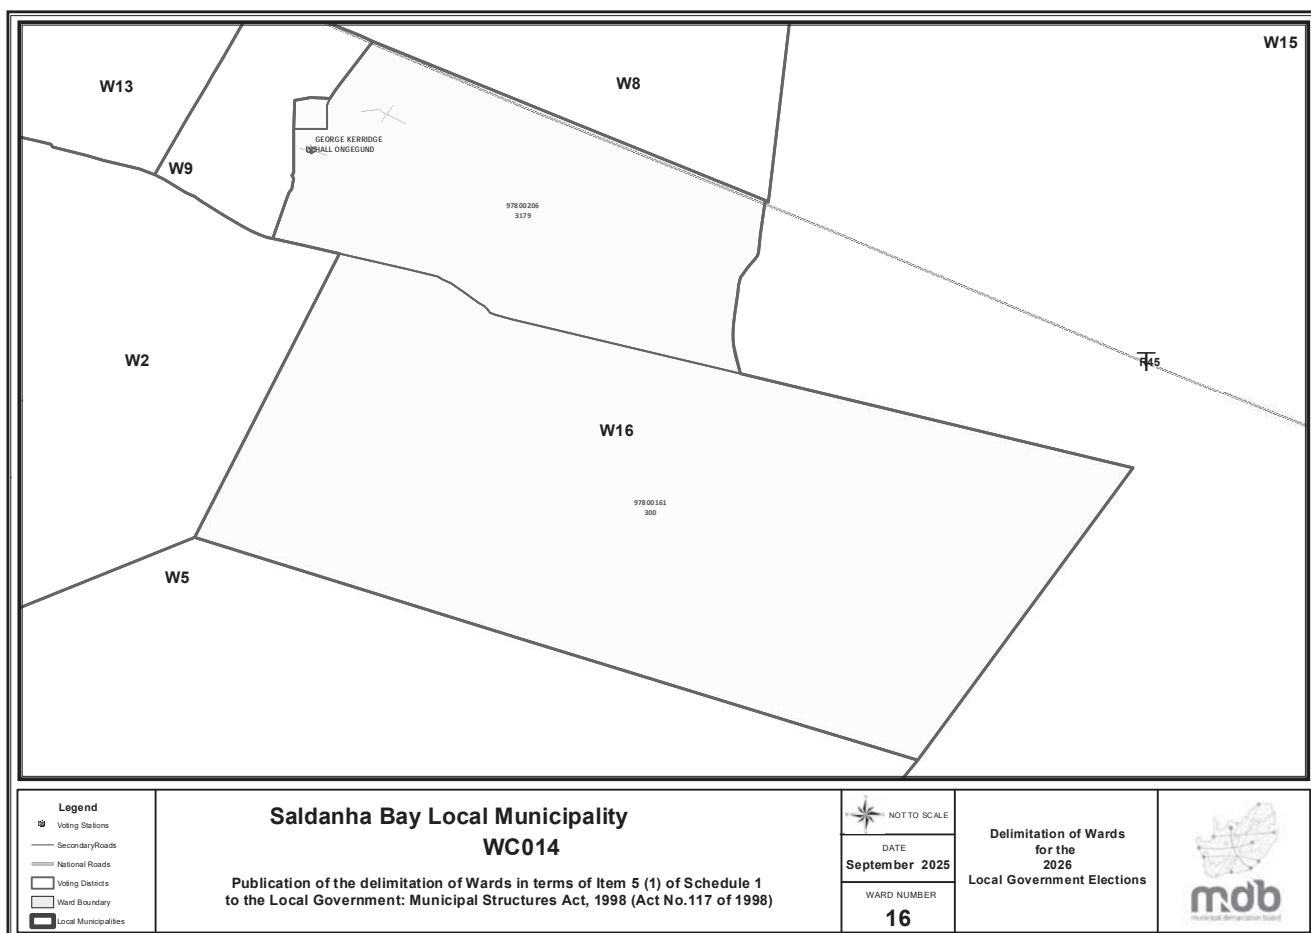 W15
W8
W13
GEORGE KERRIDGE
HALL ONGEGUND
W9
97800206
3179
W2
R45
W16
97800161
300
W5
Legend
Voting Stations
SecondaryRoads
National Roads
Voting Districts
Ward Boundary
Local Municipalities
Saldanha Bay Local Municipality
WC014
Publication of the delimitation of Wards in terms of Item 5 (1) of Schedule 1
to the Local Government: Municipal Structures Act, 1998 (Act No.117 of 1998)
NOT TO SCALE
DATE
September 2025
WARD NUMBER
16
Delimitation of Wards
for the
2026
Local Government Elections
mdb
municipal demarcation board